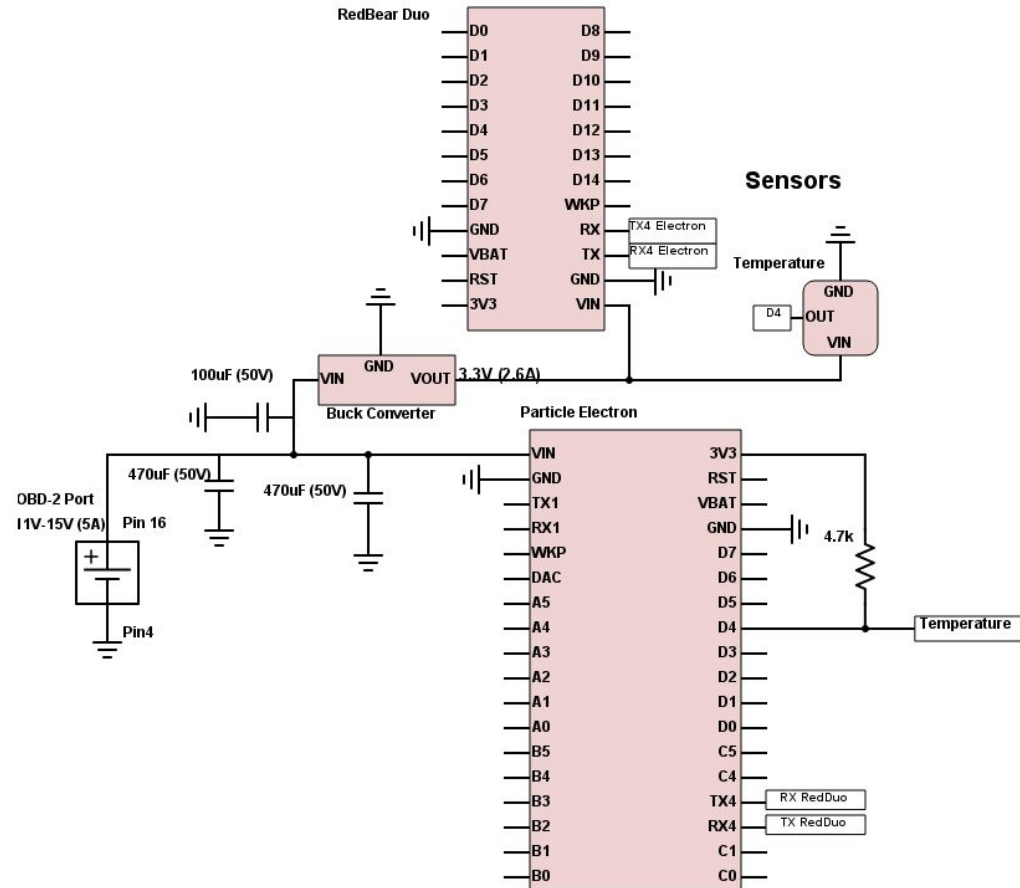 RedBear Duo
D0
D1
D2
D3
D4
D5
D6
D7
GND
VBAT
RST
3V3
D8
D9
D10
D11
D12
D13
D14
WKP
RX
TX
GND
VIN
TX4 Electron
RX4 Electron
Sensors
Temperature
GND
D4
OUT
VIN
100uF (50V)
VIN
GND
VOUT
3.3V (2.6A)
Buck Converter
470uF (50V)
470uF (50V)
OBD-2 Port
11V-15V (5A)
Pin 16
+
Pin4
Particle Electron
VIN
GND
TX1
RX1
WKP
DAC
A5
A4
A3
A2
A1
A0
B5
B4
B3
B2
B1
B0
3V3
RST
VBAT
GND
D7
D6
D5
D4
D3
D2
D1
D0
C5
C4
TX4
RX4
C1
C0
4.7k
Temperature
RX RedDuo
TX RedDuo